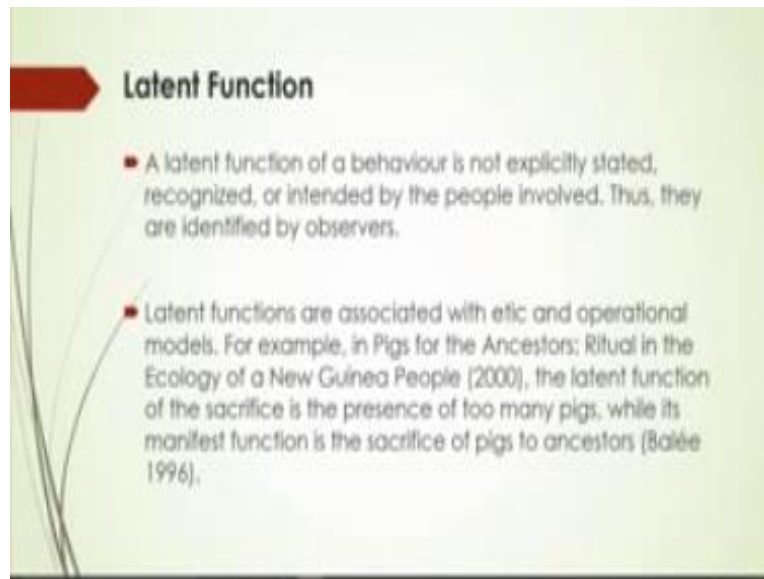 Latent Function
A latent function of a behaviour is not explicitly stated,
recognized, or intended by the people involved. Thus, they
are identified by observers.
Latent functions are associated with etic and operational
models. For example, in Pigs for the Ancestors; Ritual in the
Ecology of a New Guinea People (2000), the latent function
of the sacrifice is the presence of too many pigs, while its
manifest function is the sacrifice of pigs to ancestors (Balée
1996).